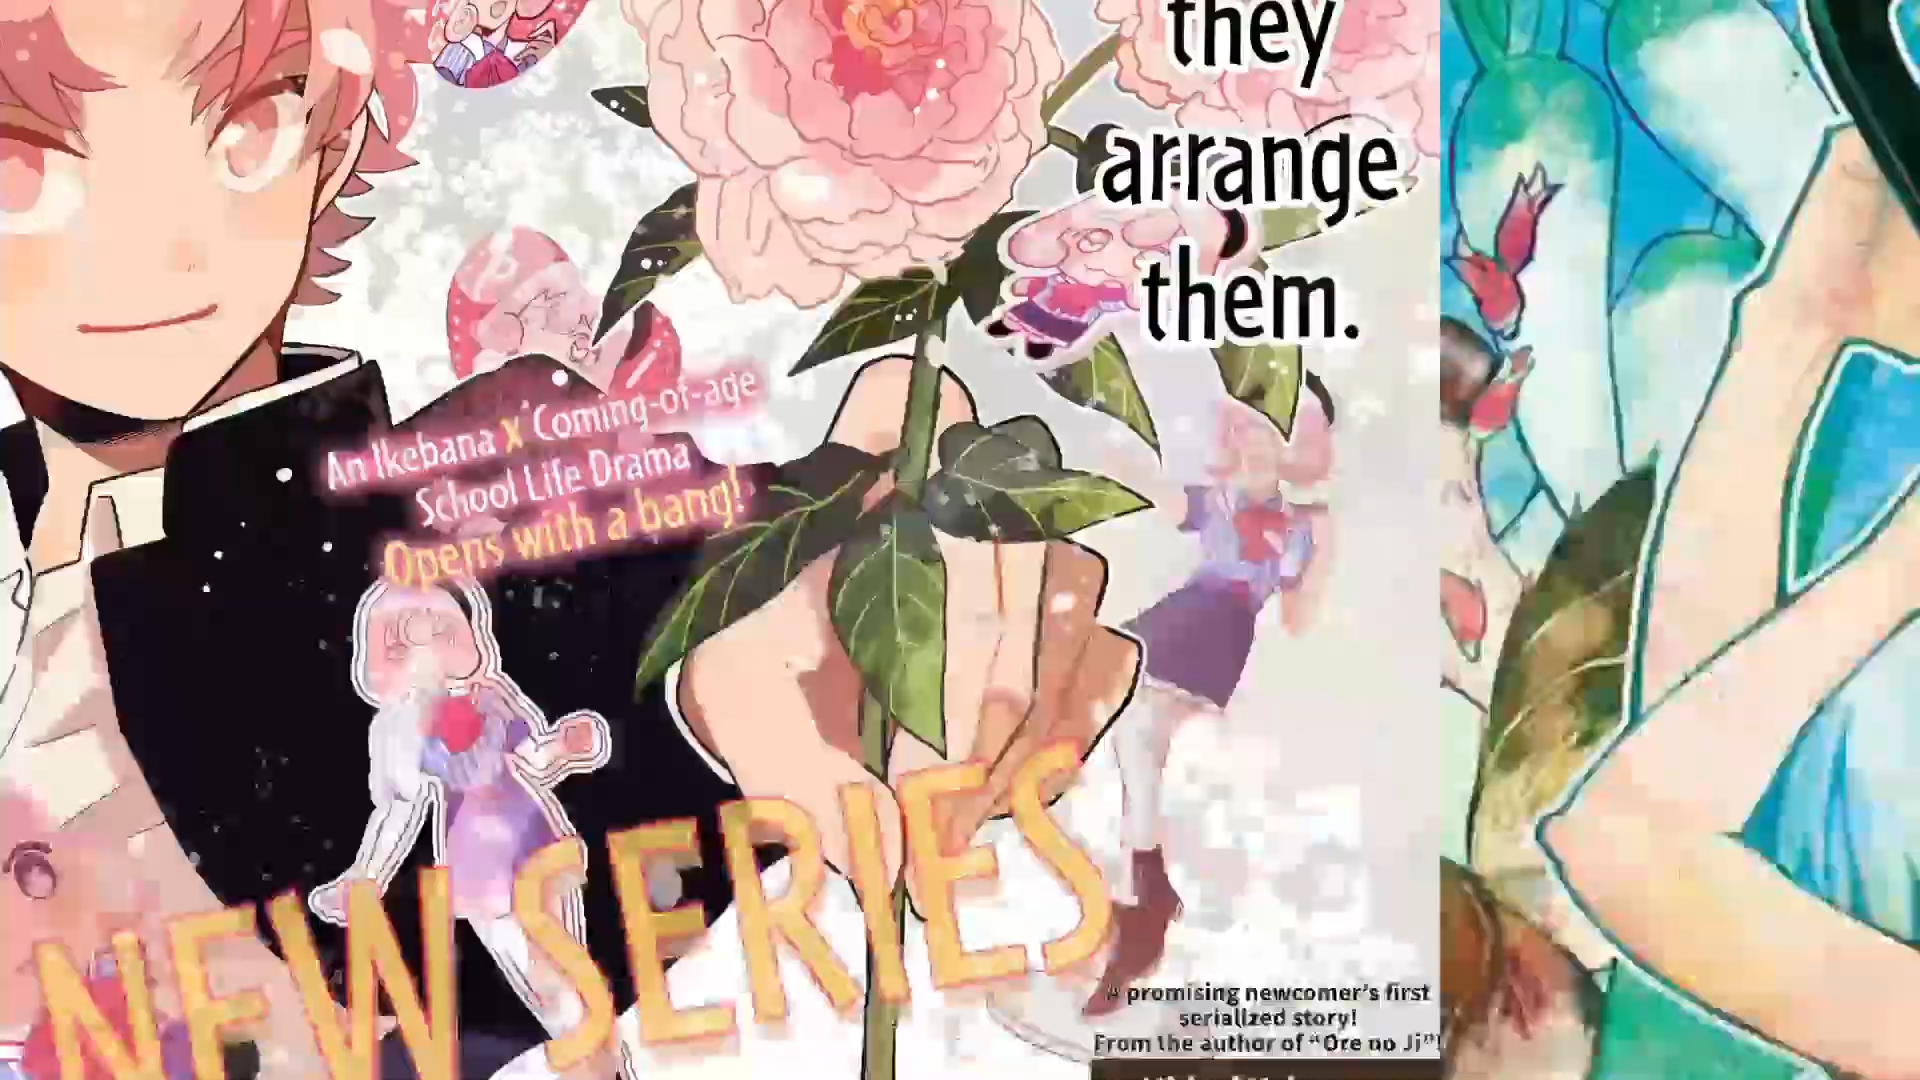 they
arrange
them.
An Ikebana x Coming-of-age
School Life Drama
Opens with a bang!
NEW SERIES
A promising newcomer's first
serialized story!
From the author of "Ore no Ji"!